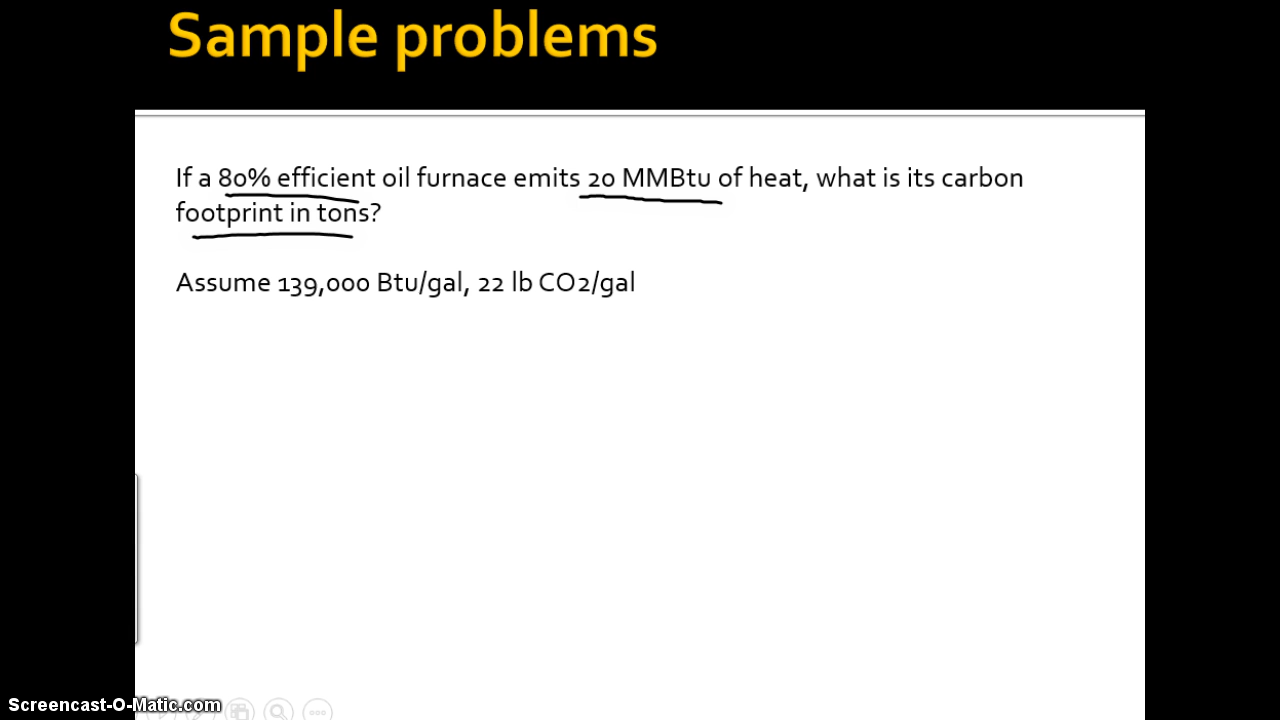 Sample problems
If a 80% efficient oil furnace emits 20 MMBtu of heat, what is its carbon
footprint in tons?
Assume 139,000 Btu/gal, 22 lb CO2/gal
Screencast-O-Matic.com